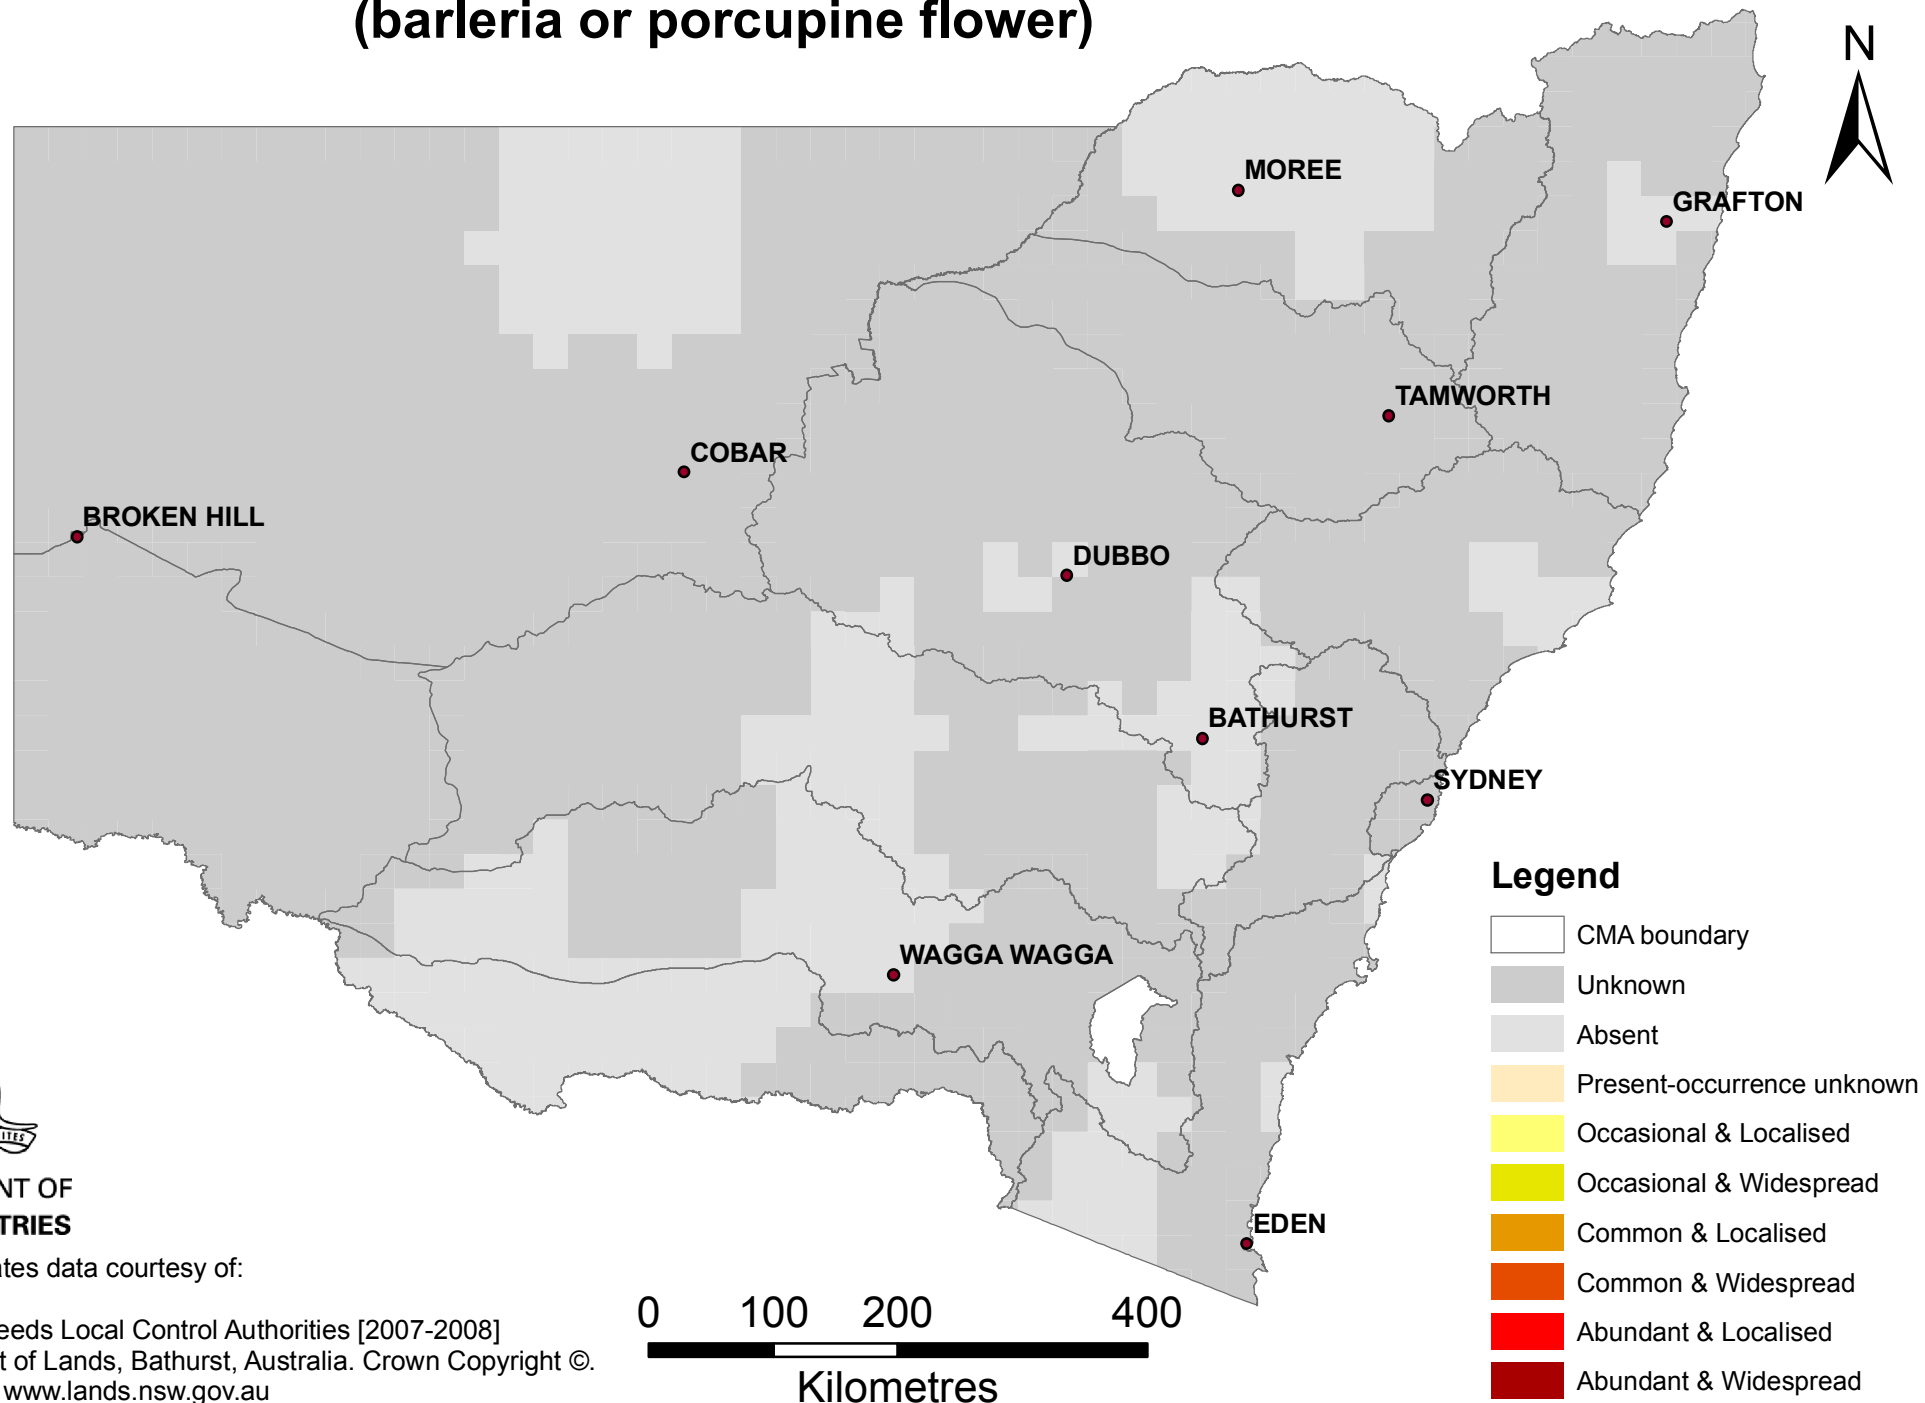 (barleria or porcupine flower)
N
MOREE
GRAFTON
TAMWORTH
COBAR
BROKEN HILL
DUBBO
BATHURST
SYDNEY
WAGGA WAGGA
EDEN
Legend
CMA boundary
Unknown
Absent
Present-occurrence unknown
Occasional & Localised
Occasional & Widespread
Common & Localised
Common & Widespread
Abundant & Localised
Abundant & Widespread
ITES
NT OF
TRIES
ates data courtesy of:
eeds Local Control Authorities [2007-2008]
t of Lands, Bathurst, Australia. Crown Copyright ©.
www.lands.nsw.gov.au
0 100 200 400
Kilometres